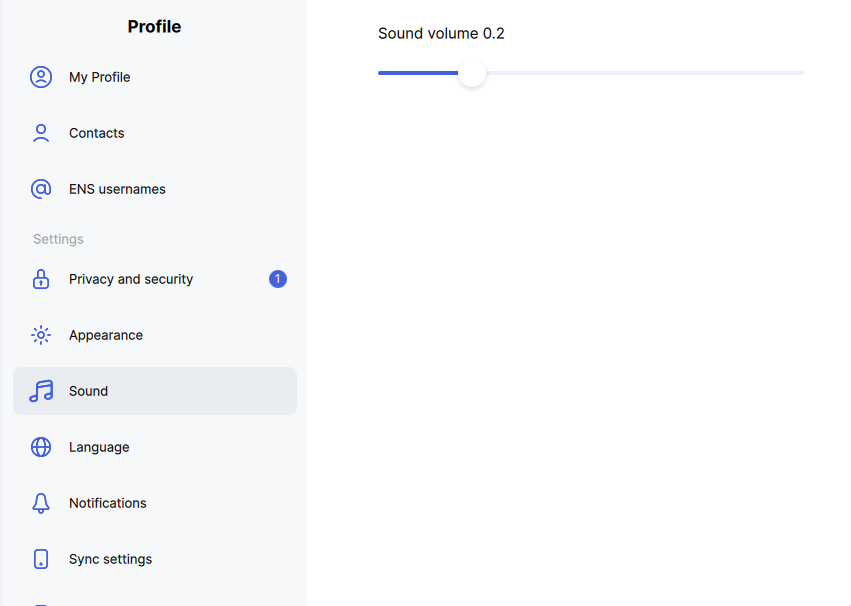 Profile
My Profile
Contacts
ENS usernames
Settings
Privacy and security 1
Appearance
Sound
Language
Notifications
Sync settings
Sound volume 0.2